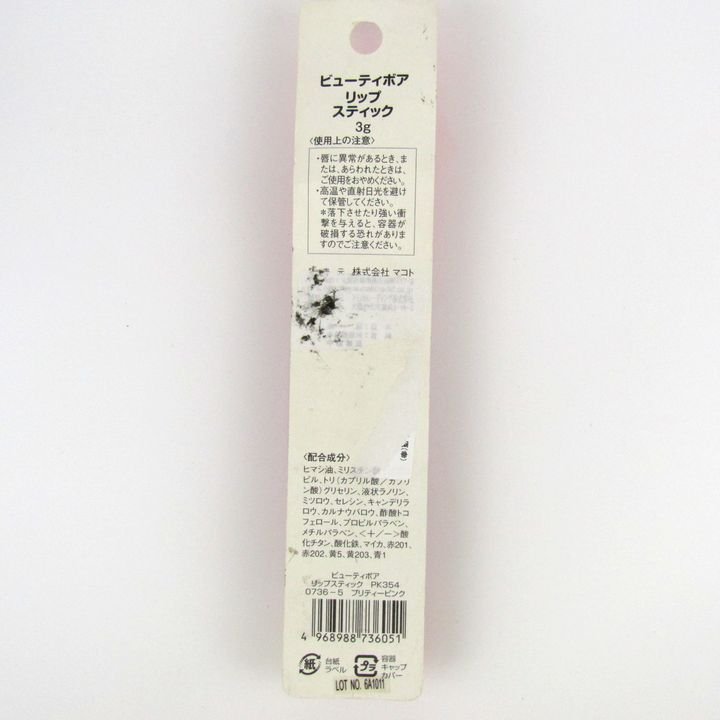 ビューティボア
リップ
スティック
3g
〈使用上の注意〉
・唇に異常があるとき、ま
たは、あらわれたときは、
ご使用をおやめください。
・高温や直射日光を避け
て保管してください。
＊落下させたり強い衝
撃を与えると、容器が
破損する恐れがありま
すのでご注意ください。
元 株式会社 マコト
〈配合成分〉
ヒマシ油、ミリスチン酸
ピル、トリ(カプリル酸／カプリ
ン酸)グリセリン、液状ラノリン、
ミツロウ、セレシン、キャンデリラ
ロウ、カルナウバロウ、酢酸トコ
フェロール、プロピルパラベン、
メチルパラベン、〈＋／－〉酸
化チタン、酸化鉄、マイカ、赤201、
赤202、黄5、黄203、青1
ビューティボア
リップスティック PK354
0736-5 プリティーピンク
4 968988 736051
紙 台紙
ラベル
プラ 容器
キャップ
カバー
LOT NO. 6A1011